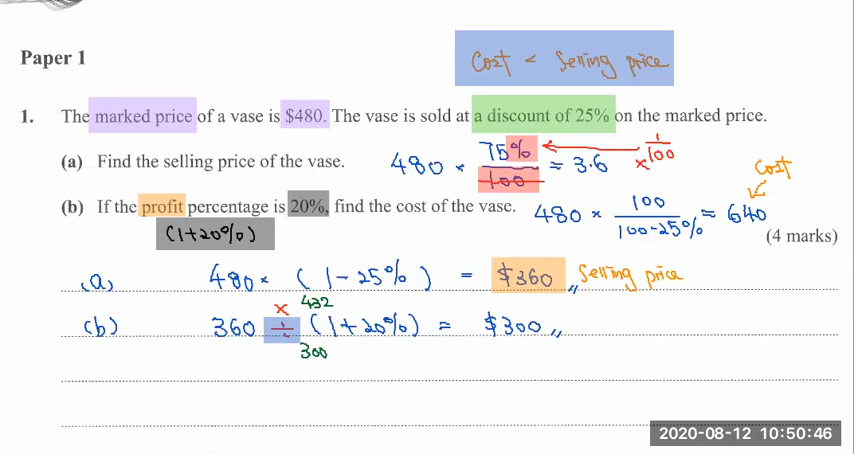 Paper 1
Cost < Selling price
1. The marked price of a vase is $480. The vase is sold at a discount of 25% on the marked price.
(a) Find the selling price of the vase. 480 × 75% / 100 = 3.6 × 1/100
Cost
(b) If the profit percentage is 20%, find the cost of the vase. 480 × 100 / 100-25% = 640
(1+20%)
(4 marks)
(a) 480 × (1 - 25%) = $360 ,, Selling price
× 432
(b) 360 ÷ (1+20%) = $300 ,,
300
2020-08-12 10:50:46